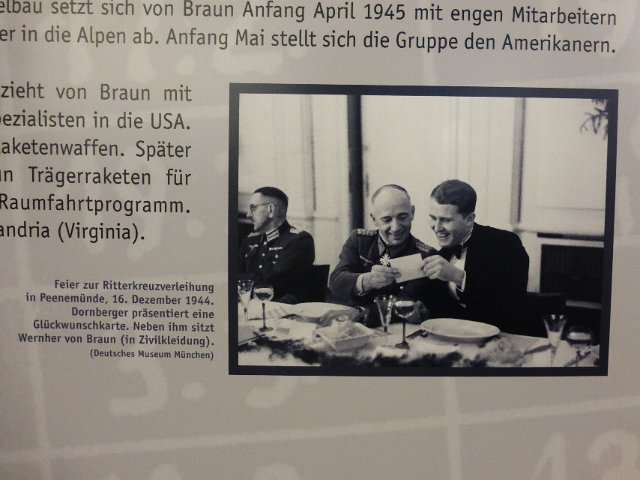 elbau setzt sich von Braun Anfang April 1945 mit engen Mitarbeitern
er in die Alpen ab. Anfang Mai stellt sich die Gruppe den Amerikanern.
zieht von Braun mit
pezialisten in die USA.
Raketenwaffen. Später
un Trägerraketen für
Raumfahrtprogramm.
andria (Virginia).
Feier zur Ritterkreuzverleihung
in Peenemünde, 16. Dezember 1944.
Dornberger präsentiert eine
Glückwunschkarte. Neben ihm sitzt
Wernher von Braun (in Zivilkleidung).
(Deutsches Museum München)